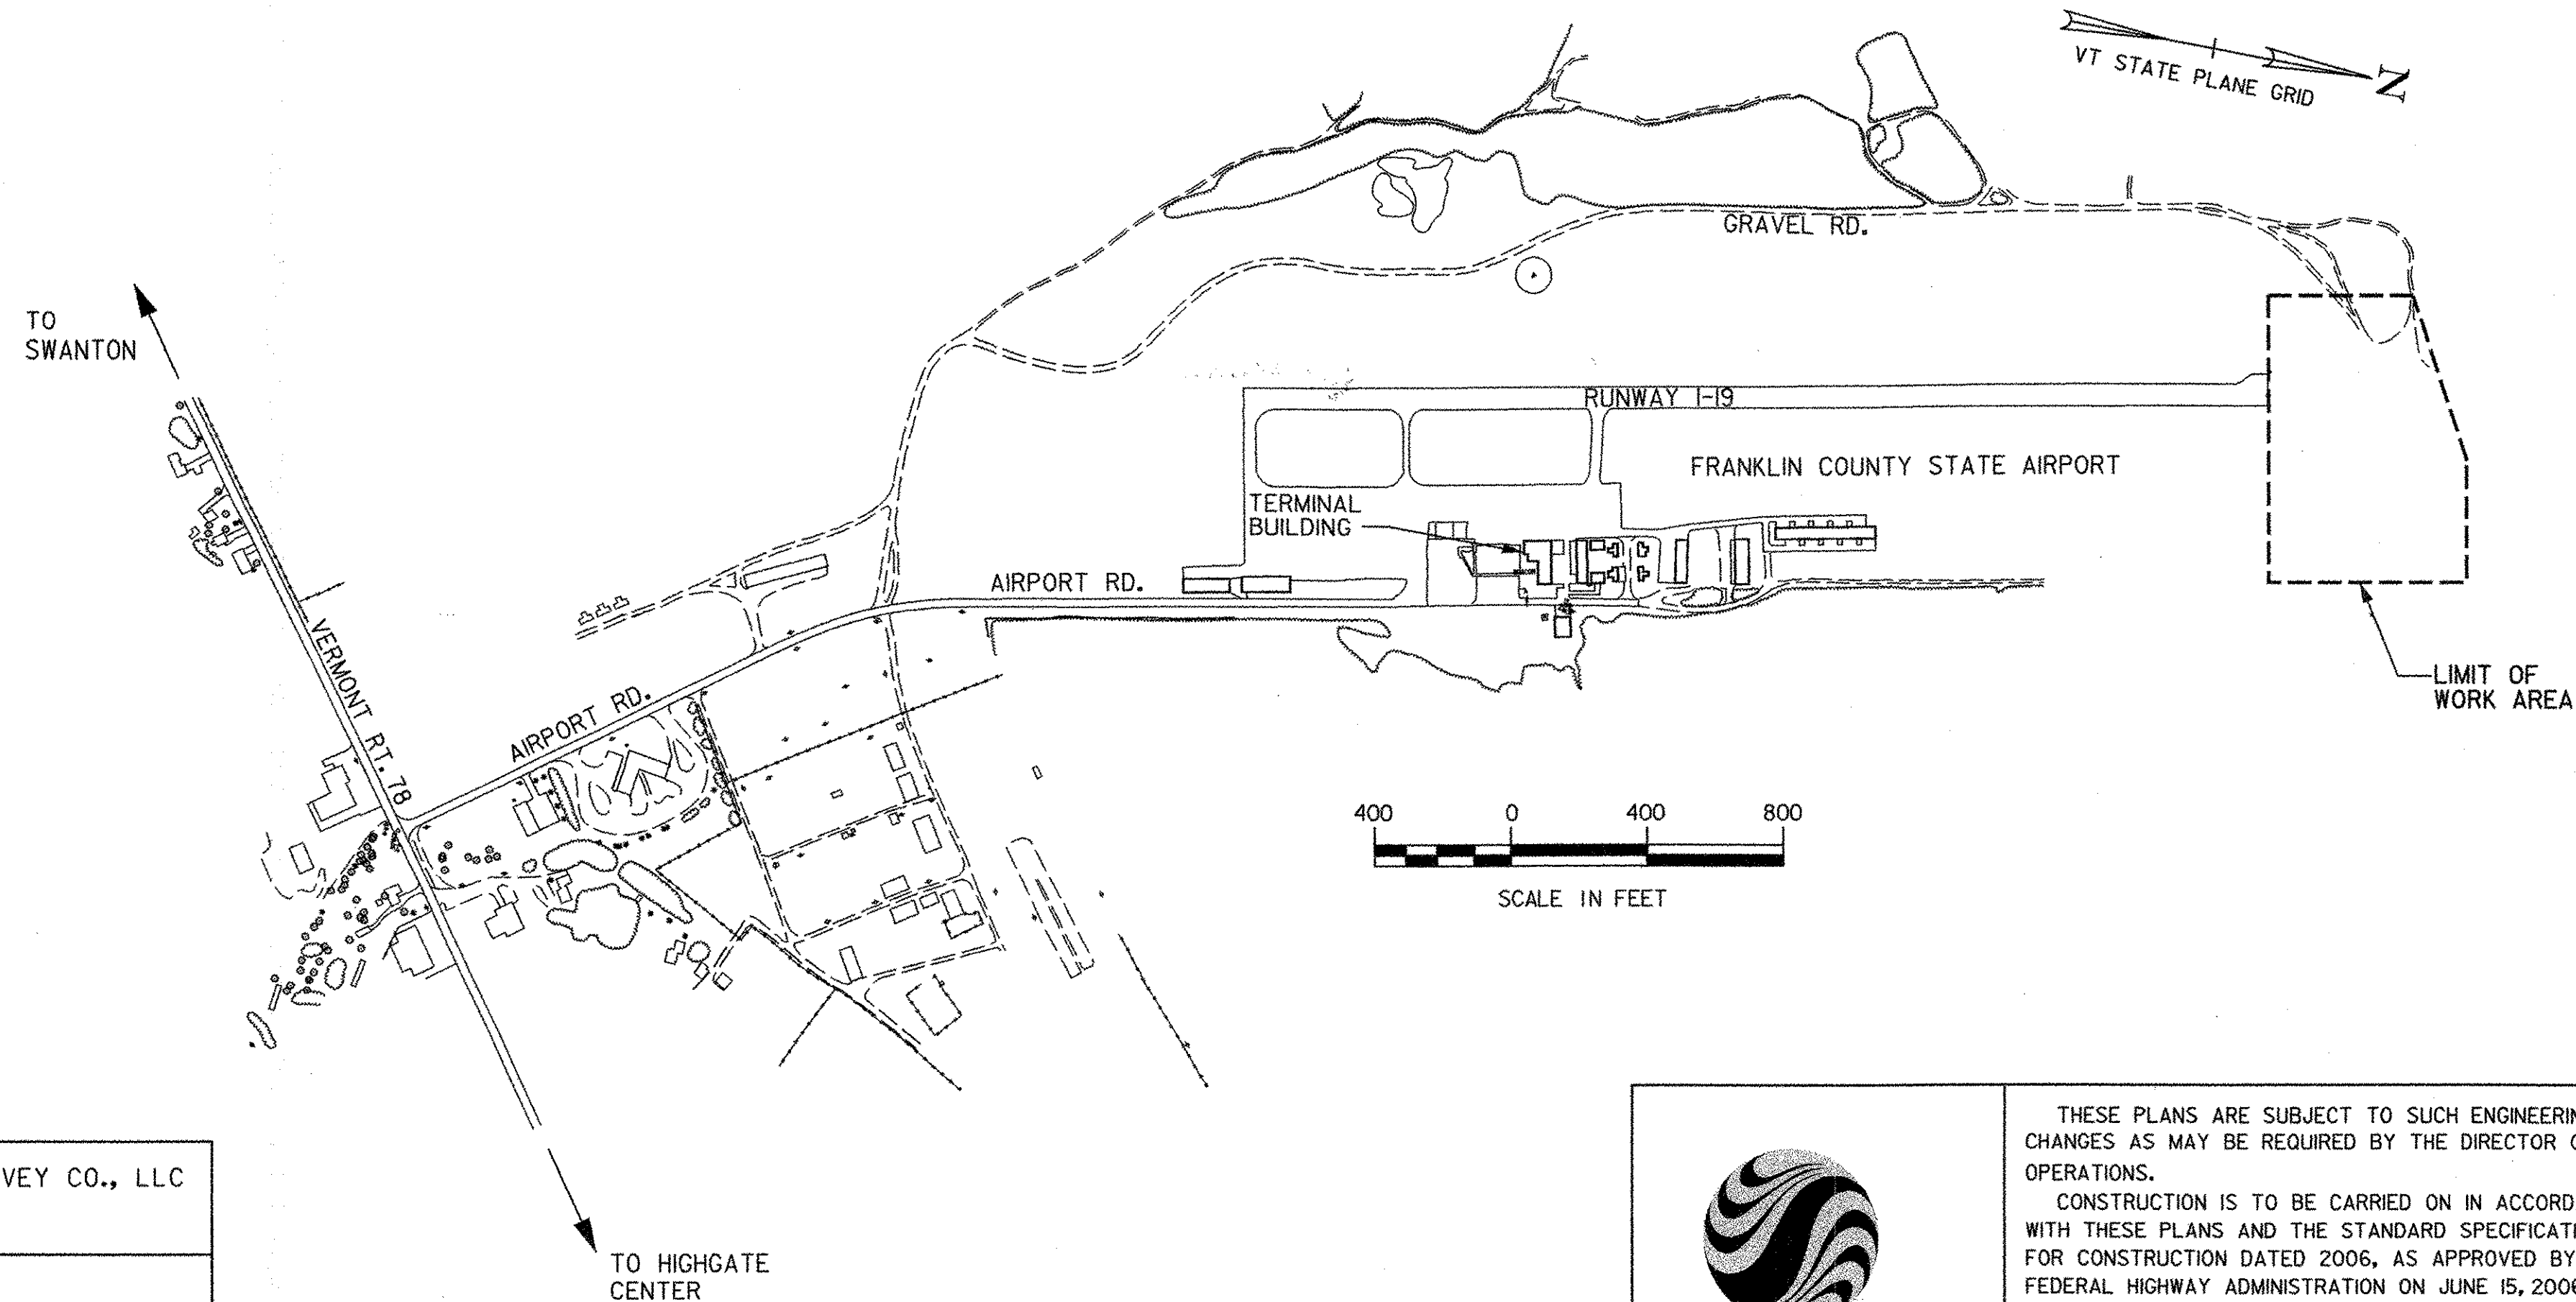 VT STATE PLANE GRID
N
GRAVEL RD.
TO
SWANTON
RUNWAY 1-19
FRANKLIN COUNTY STATE AIRPORT
TERMINAL
BUILDING
AIRPORT RD.
VERMONT RT. 78
AIRPORT RD.
LIMIT OF
WORK AREA
400 0 400 800
SCALE IN FEET
TO HIGHGATE
CENTER
VEY CO., LLC
THESE PLANS ARE SUBJECT TO SUCH ENGINEERIN
CHANGES AS MAY BE REQUIRED BY THE DIRECTOR
OPERATIONS.
CONSTRUCTION IS TO BE CARRIED ON IN ACCORD
WITH THESE PLANS AND THE STANDARD SPECIFICATI
FOR CONSTRUCTION DATED 2006, AS APPROVED BY
FEDERAL HIGHWAY ADMINISTRATION ON JUNE 15, 2006